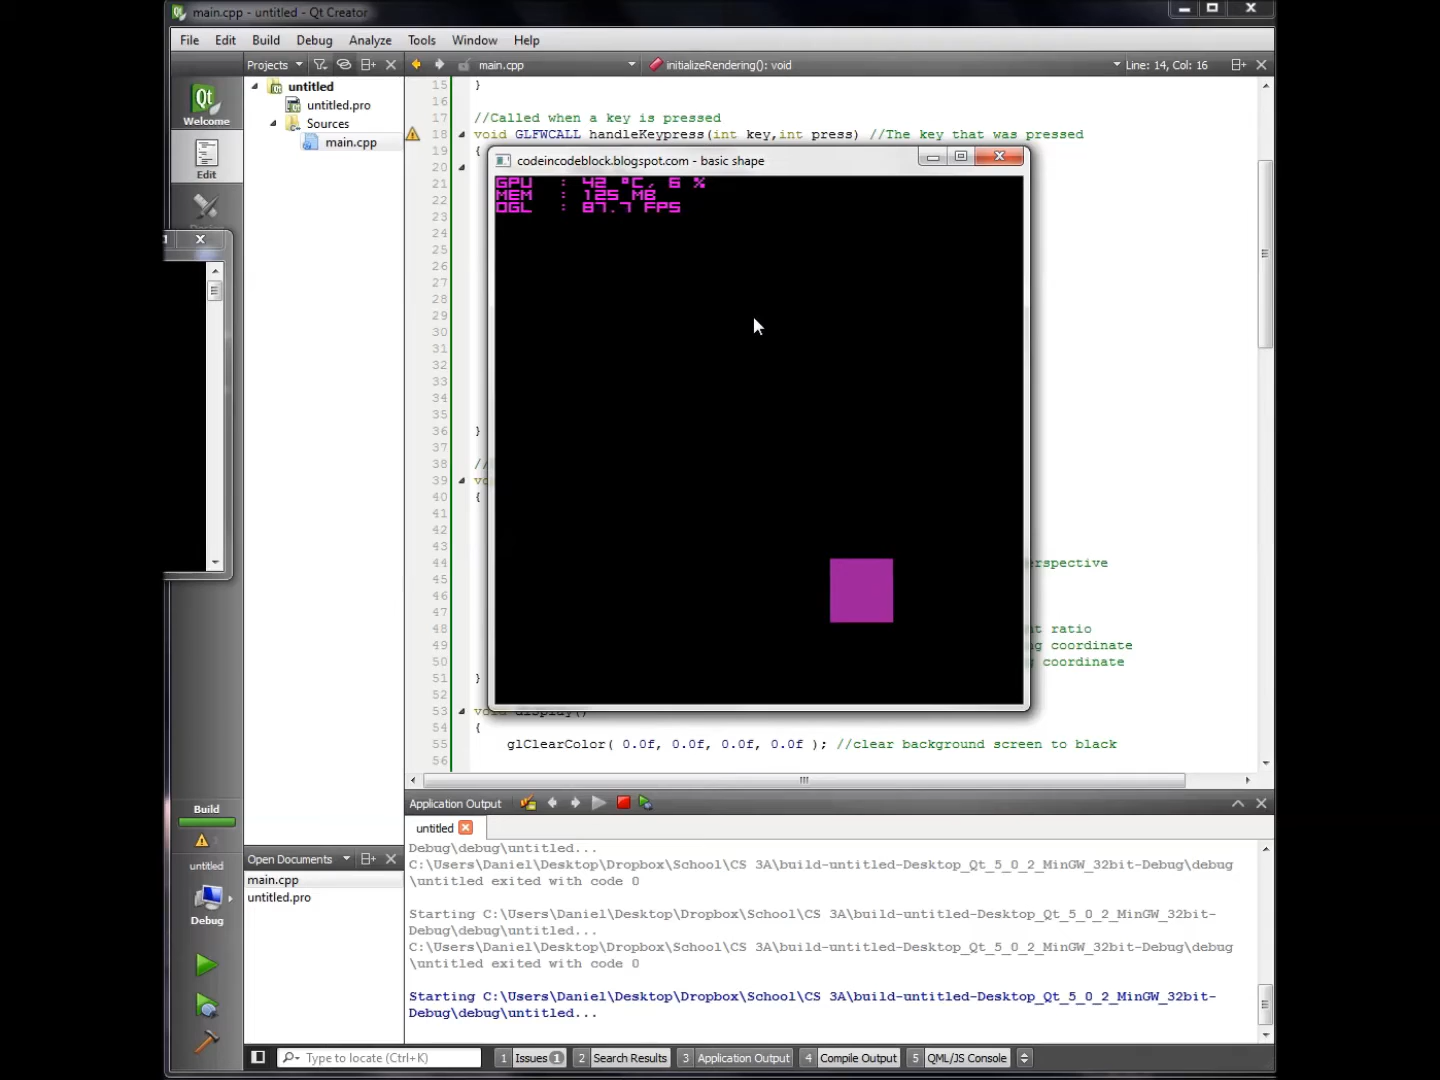 main.cpp - untitled - Qt Creator
File Edit Build Debug Analyze Tools Window Help
Projects main.cpp initializeRendering(): void Line: 14, Col: 16
Welcome
Edit
untitled
untitled.pro
Sources
main.cpp
15 }
16
17 //Called when a key is pressed
18 void GLFWCALL handleKeypress(int key,int press) //The key that was pressed
19 {
20
21
22
23
24
25
26
27
28
29
30
31
32
33
34
35
36 }
37
38 //
39 vo
40 {
41
42
43
44 erspective
45
46
47
48 t ratio
49 g coordinate
50 coordinate
51 }
52
53 void display()
54 {
55 glClearColor( 0.0f, 0.0f, 0.0f, 0.0f ); //clear background screen to black
56
codeincodeblock.blogspot.com - basic shape
GPU : 42 °C, 6 %
MEM : 125 MB
OGL : 87.7 FPS
Build
untitled
Debug
Open Documents
main.cpp
untitled.pro
Application Output
untitled
Debug\debug\untitled...
C:\Users\Daniel\Desktop\Dropbox\School\CS 3A\build-untitled-Desktop_Qt_5_0_2_MinGW_32bit-Debug\debug
\untitled exited with code 0
Starting C:\Users\Daniel\Desktop\Dropbox\School\CS 3A\build-untitled-Desktop_Qt_5_0_2_MinGW_32bit-
Debug\debug\untitled...
C:\Users\Daniel\Desktop\Dropbox\School\CS 3A\build-untitled-Desktop_Qt_5_0_2_MinGW_32bit-Debug\debug
\untitled exited with code 0
Starting C:\Users\Daniel\Desktop\Dropbox\School\CS 3A\build-untitled-Desktop_Qt_5_0_2_MinGW_32bit-
Debug\debug\untitled...
Type to locate (Ctrl+K) 1 Issues 1 2 Search Results 3 Application Output 4 Compile Output 5 QML/JS Console